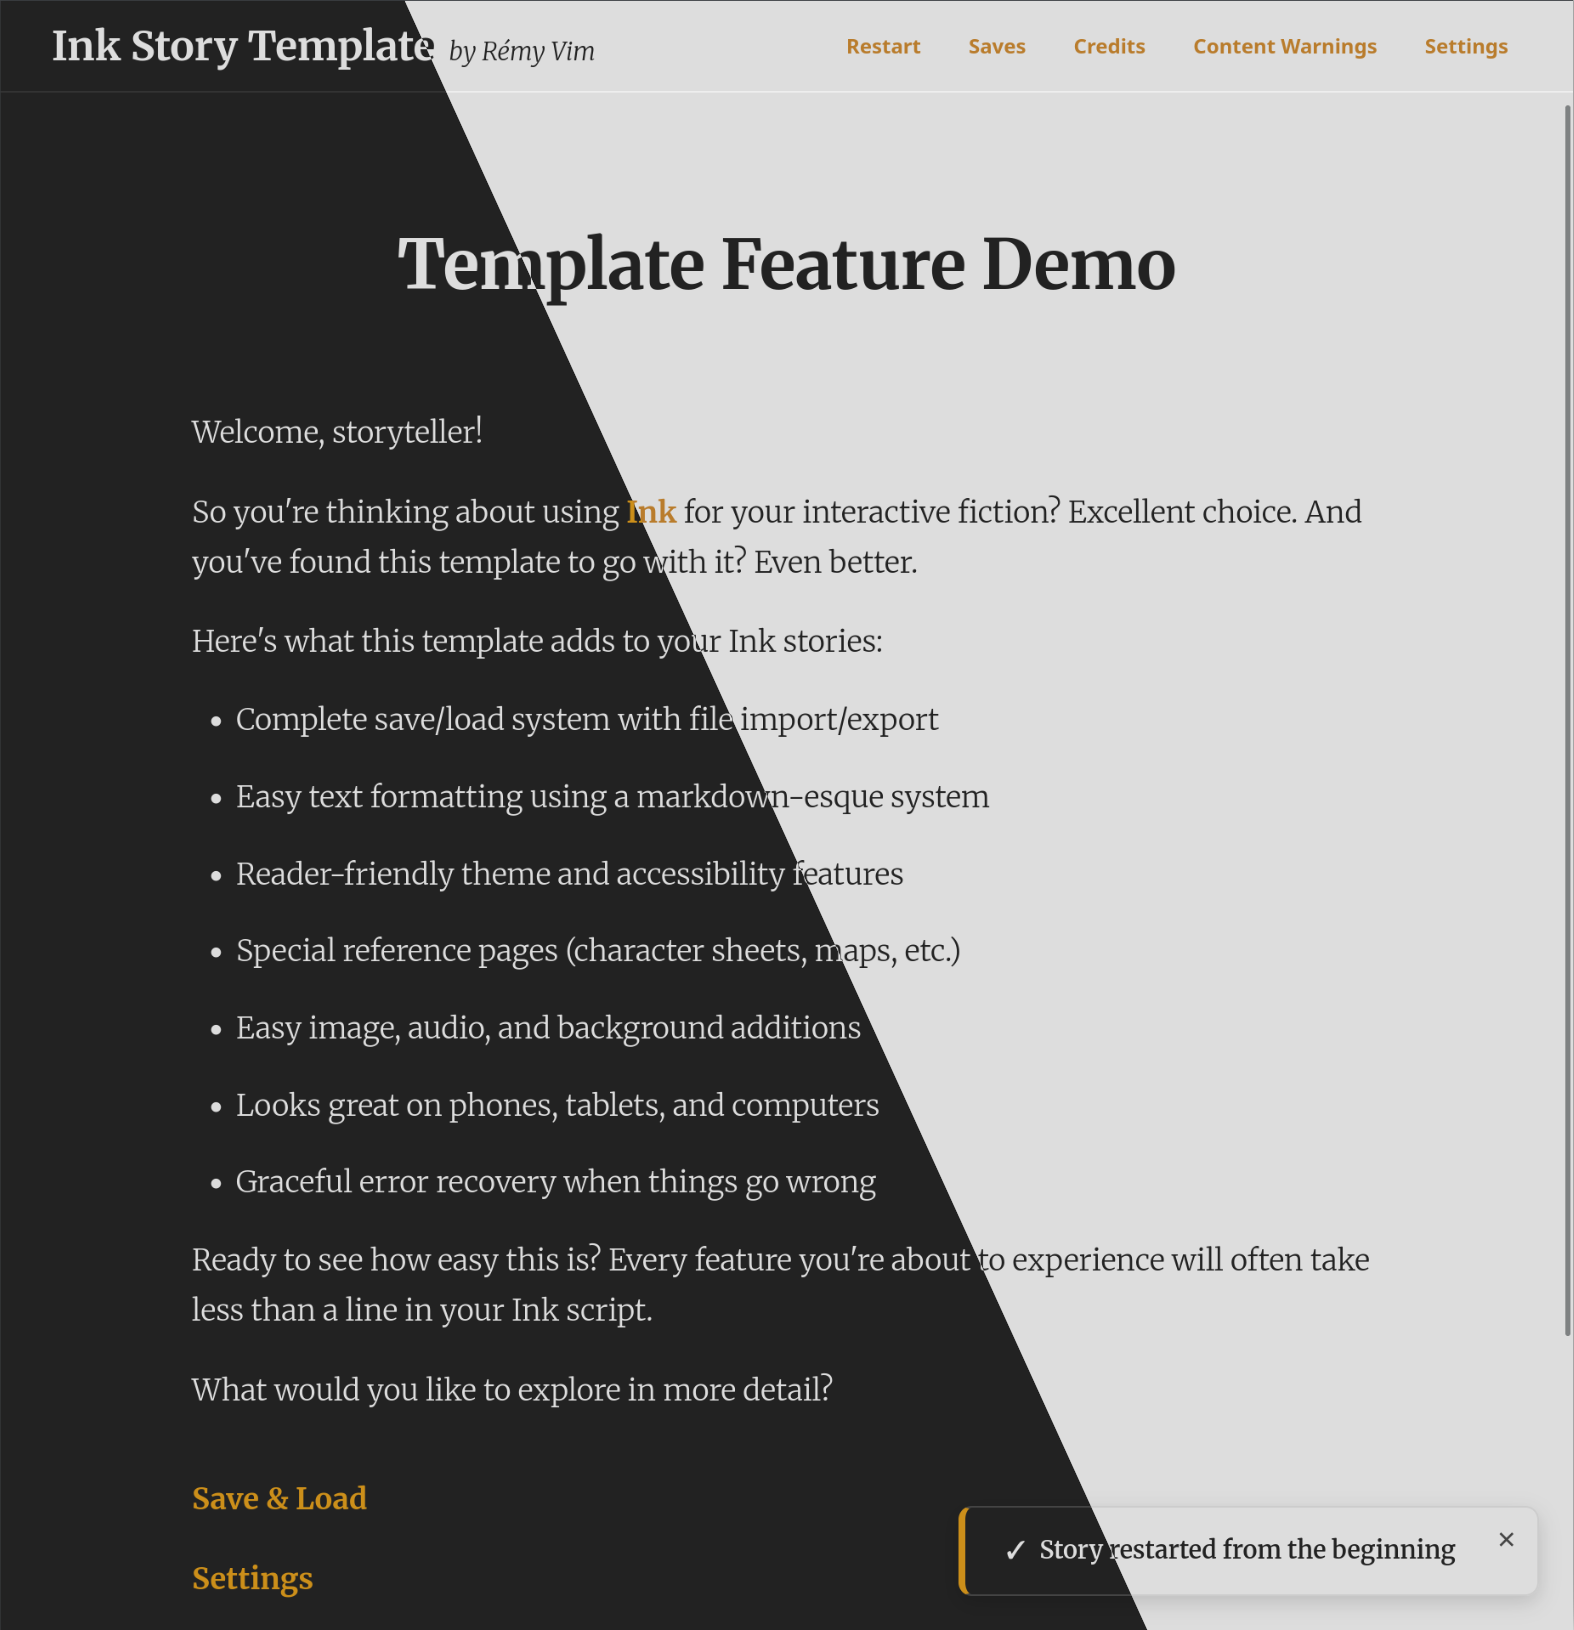 Ink Story Template by Rémy Vim
Restart Saves Credits Content Warnings Settings
Template Feature Demo
Welcome, storyteller!
So you're thinking about using Ink for your interactive fiction? Excellent choice. And
you've found this template to go with it? Even better.
Here's what this template adds to your Ink stories:
• Complete save/load system with file import/export
• Easy text formatting using a markdown-esque system
• Reader-friendly theme and accessibility features
• Special reference pages (character sheets, maps, etc.)
• Easy image, audio, and background additions
• Looks great on phones, tablets, and computers
• Graceful error recovery when things go wrong
Ready to see how easy this is? Every feature you're about to experience will often take
less than a line in your Ink script.
What would you like to explore in more detail?
Save & Load
Settings
✓ Story restarted from the beginning ✕